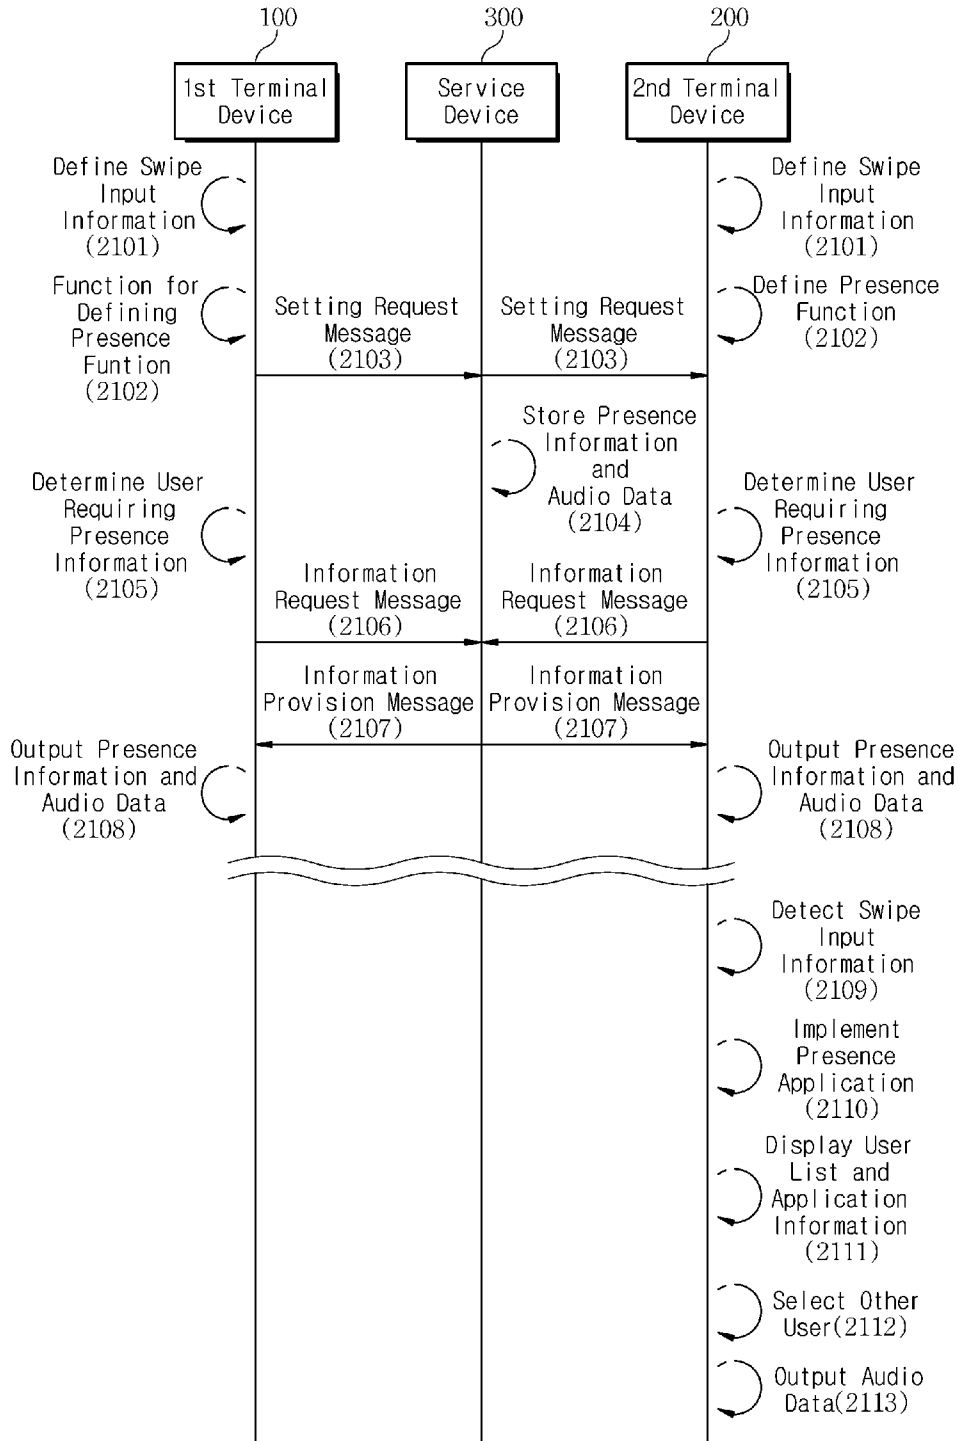 100
300
200
1st Terminal
Device
Service
Device
2nd Terminal
Device
Define Swipe
Input
Information
(2101)
Define Swipe
Input
Information
(2101)
Function for
Defining
Presence
Funtion
(2102)
Setting Request
Message
(2103)
Setting Request
Message
(2103)
Define Presence
Function
(2102)
Store Presence
Information
and
Audio Data
(2104)
Determine User
Requiring
Presence
Information
(2105)
Determine User
Requiring
Presence
Information
(2105)
Information
Request Message
(2106)
Information
Request Message
(2106)
Information
Provision Message
(2107)
Information
Provision Message
(2107)
Output Presence
Information and
Audio Data
(2108)
Output Presence
Information and
Audio Data
(2108)
Detect Swipe
Input
Information
(2109)
Implement
Presence
Application
(2110)
Display User
List and
Application
Information
(2111)
Select Other
User(2112)
Output Audio
Data(2113)